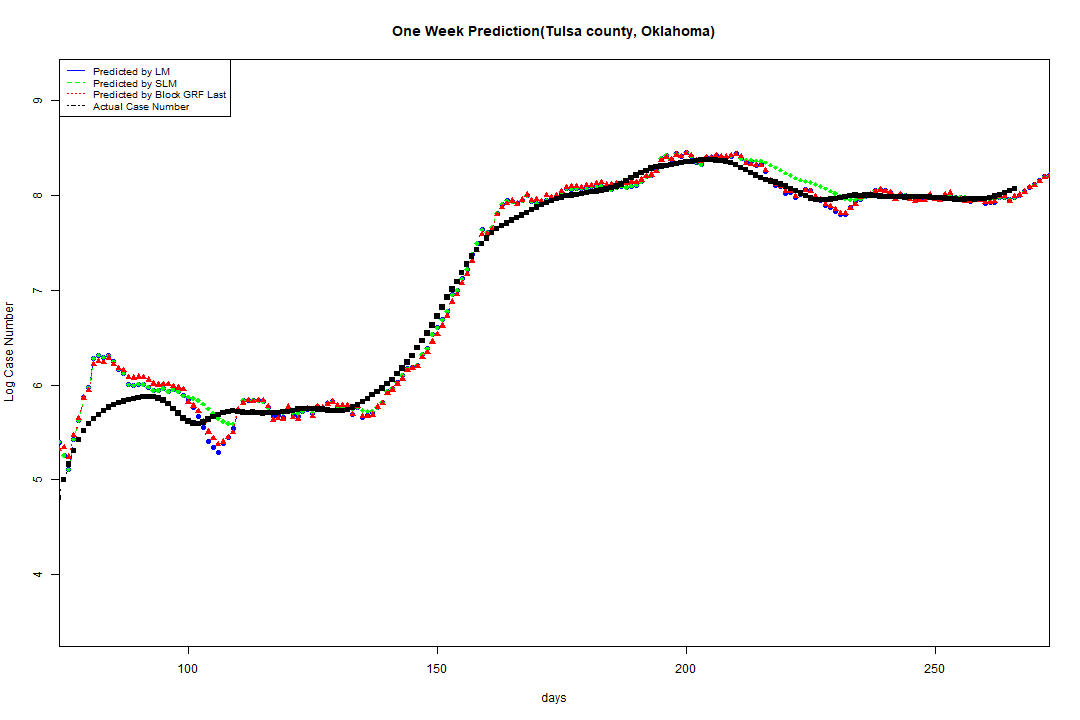 One Week Prediction(Tulsa county, Oklahoma)
Predicted by LM
Predicted by SLM
Predicted by Block GRF Last
Actual Case Number
9
8
7
6
5
4
Log Case Number
100 150 200 250
days